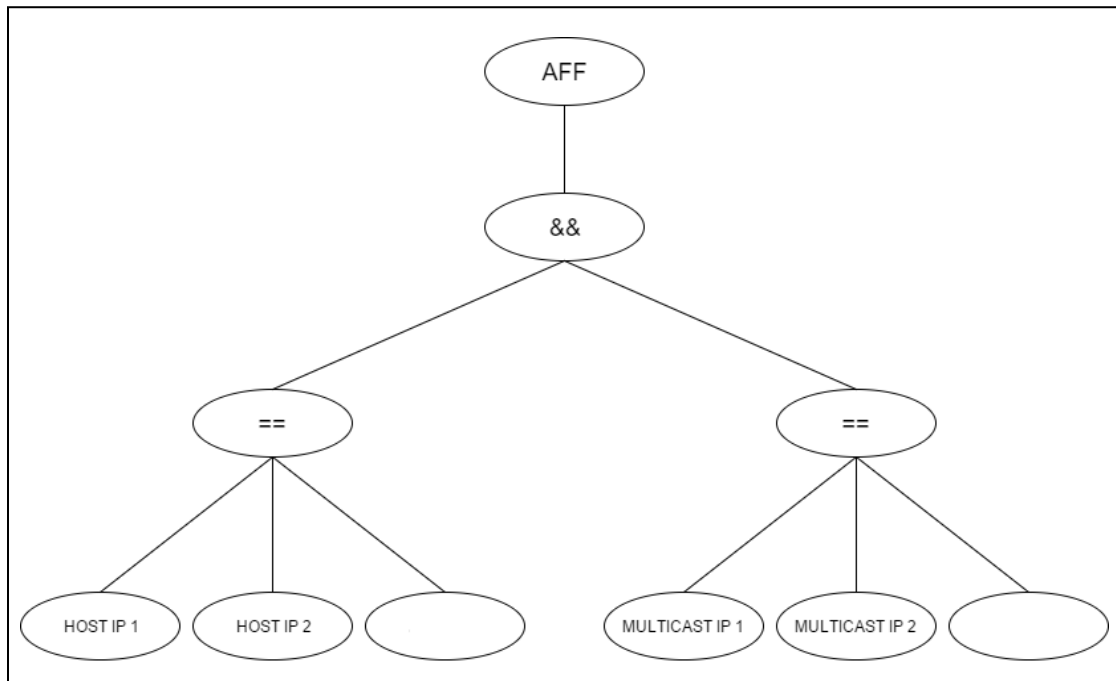 AFF
&&
==
==
HOST IP 1
HOST IP 2
MULTICAST IP 1
MULTICAST IP 2